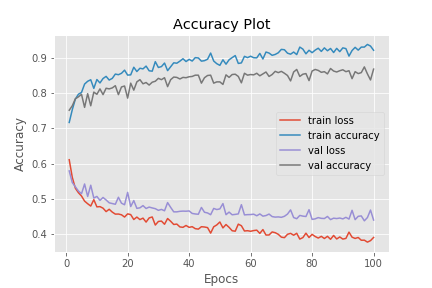 Accuracy Plot
Accuracy
0.9
0.8
0.7
0.6
0.5
0.4
train loss
train accuracy
val loss
val accuracy
0 20 40 60 80 100
Epocs